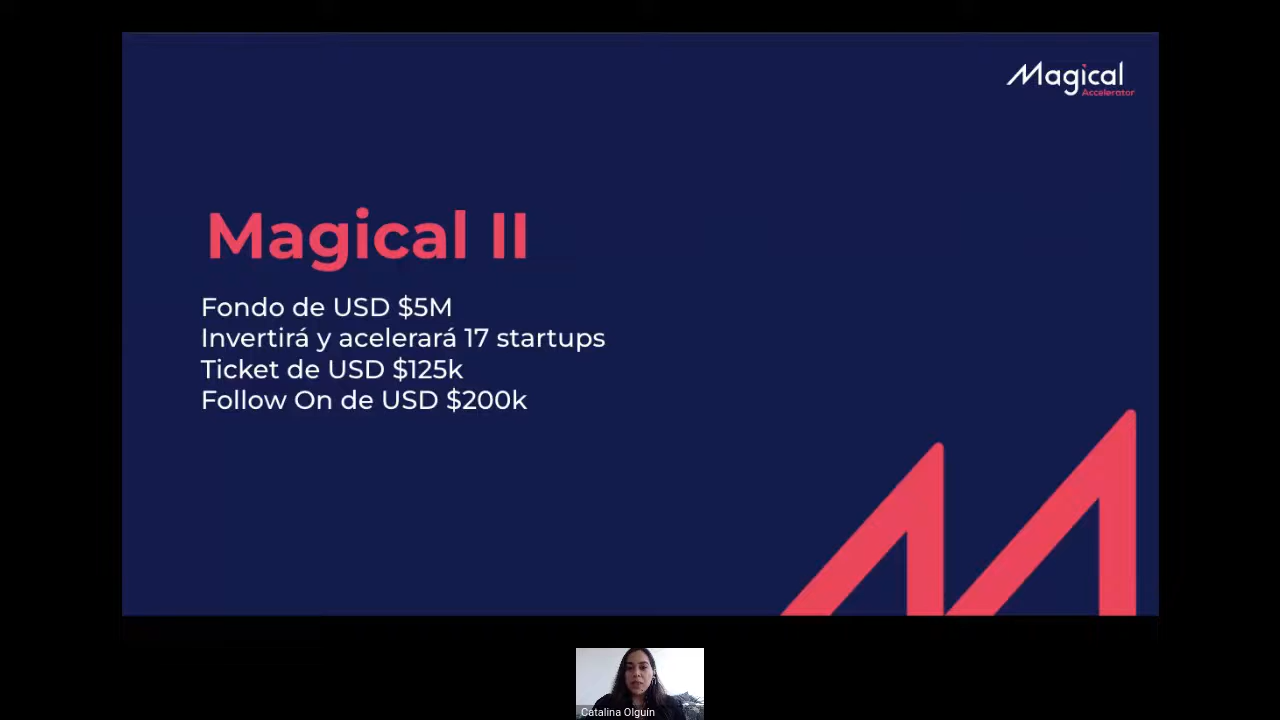 Magical
Accelerator
Magical II
Fondo de USD $5M
Invertirá y acelerará 17 startups
Ticket de USD $125k
Follow On de USD $200k
Catalina Olguín